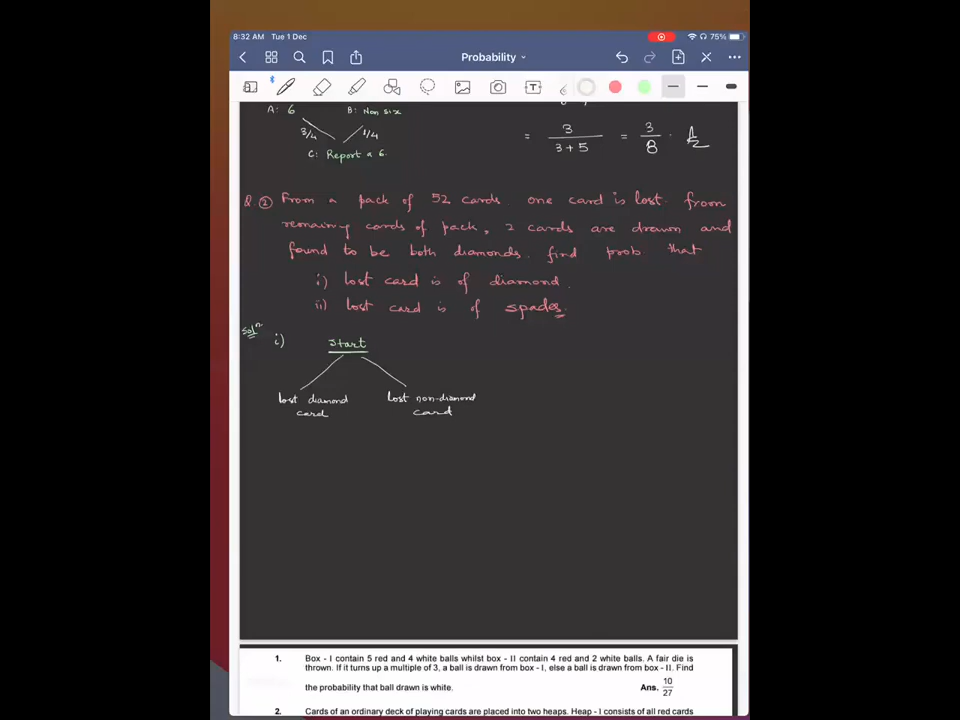 8:32 AM Tue 1 Dec
75%
Probability
A: 6 B: Non six
3/4 1/4
C: Report a 6.
= 3 / 3+5 = 3/8 . Az
Q.② From a pack of 52 cards. one card is lost. from
remaining cards of pack, 2 cards are drawn and
found to be both diamonds. find prob that
i) lost card is of diamond.
ii) lost card is of spades.
Solⁿ i) Start
lost diamond card
lost non-diamond card
1. Box - I contain 5 red and 4 white balls whilst box - II contain 4 red and 2 white balls. A fair die is
thrown. If it turns up a multiple of 3, a ball is drawn from box - I, else a ball is drawn from box - II. Find
the probability that ball drawn is white. Ans. 10/27
2. Cards of an ordinary deck of playing cards are placed into two heaps. Heap - I consists of all red cards